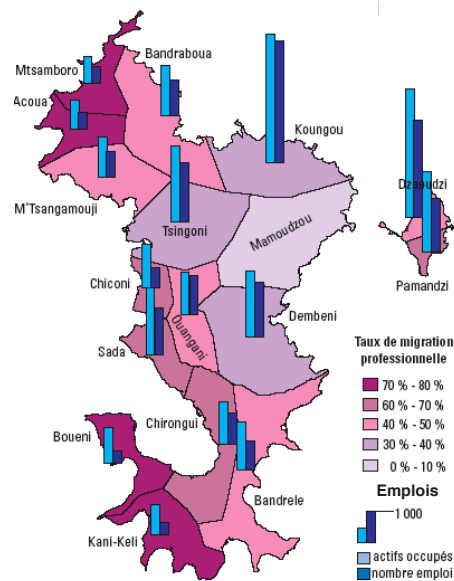 Bandraboua
Mtsamboro
Acoua
Koungou
Dzaoudzi
M'Tsangamouji
Tsingoni
Mamoudzou
Chiconi
Pamandzi
Ouangani
Dembeni
Sada
Taux de migration
professionnelle
70 % - 80 %
60 % - 70 %
40 % - 50 %
30 % - 40 %
0 % - 10 %
Chirongui
Boueni
Bandrele
Kani-Keli
Emplois
1 000
actifs occupés
nombre emploi